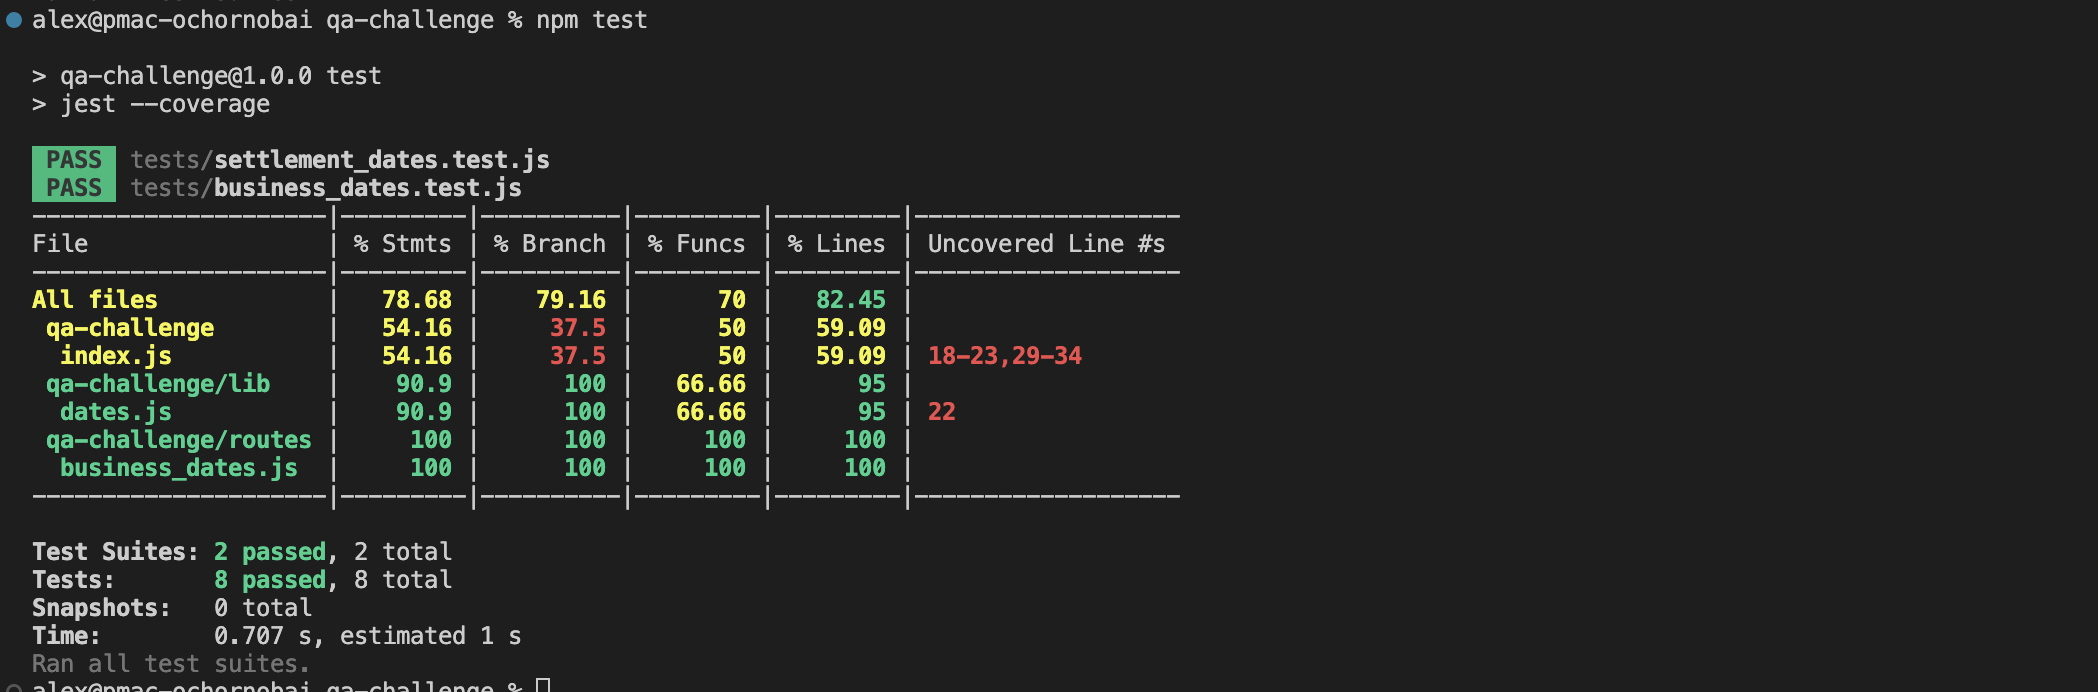 alex@pmac-ochornobai qa-challenge % npm test
> qa-challenge@1.0.0 test
> jest --coverage
PASS tests/settlement_dates.test.js
PASS tests/business_dates.test.js
---------------------|---------|----------|---------|---------|-------------------
File | % Stmts | % Branch | % Funcs | % Lines | Uncovered Line #s
---------------------|---------|----------|---------|---------|-------------------
All files | 78.68 | 79.16 | 70 | 82.45 |
qa-challenge | 54.16 | 37.5 | 50 | 59.09 |
index.js | 54.16 | 37.5 | 50 | 59.09 | 18-23,29-34
qa-challenge/lib | 90.9 | 100 | 66.66 | 95 |
dates.js | 90.9 | 100 | 66.66 | 95 | 22
qa-challenge/routes | 100 | 100 | 100 | 100 |
business_dates.js | 100 | 100 | 100 | 100 |
---------------------|---------|----------|---------|---------|-------------------
Test Suites: 2 passed, 2 total
Tests: 8 passed, 8 total
Snapshots: 0 total
Time: 0.707 s, estimated 1 s
Ran all test suites.
alex@pmac-ochornobai qa-challenge %